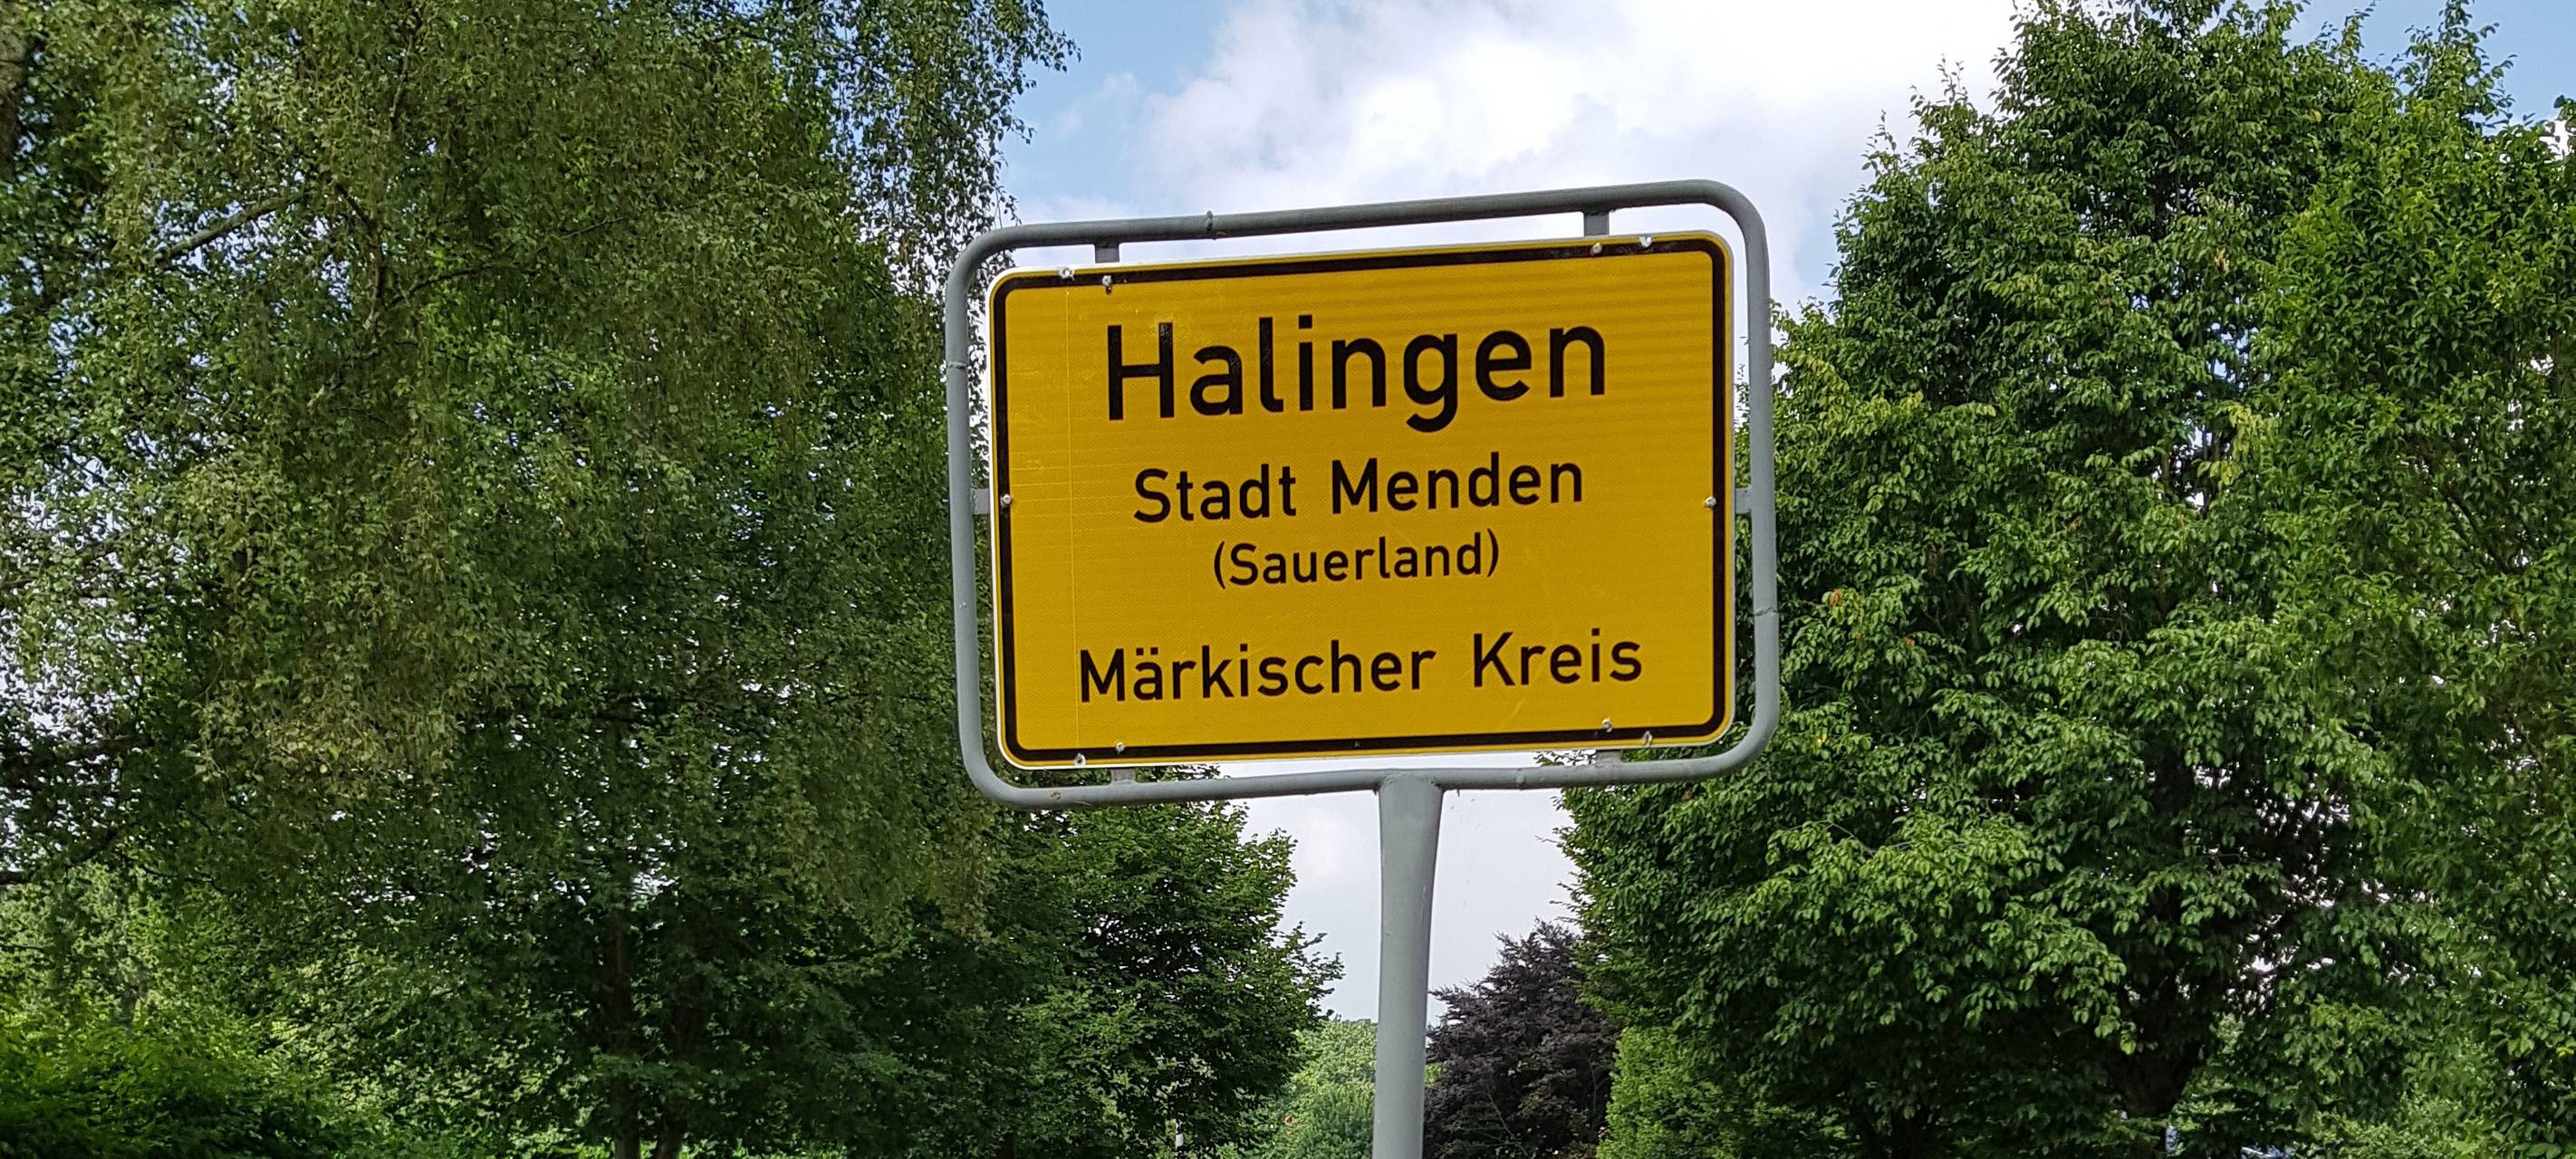 Halingen
Stadt Menden
(Sauerland)
Märkischer Kreis